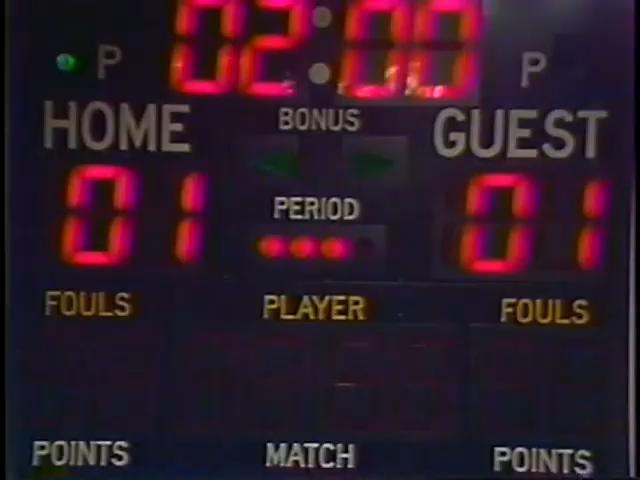 02:00
P P
HOME BONUS GUEST
01 PERIOD 01
FOULS PLAYER FOULS
POINTS MATCH POINTS